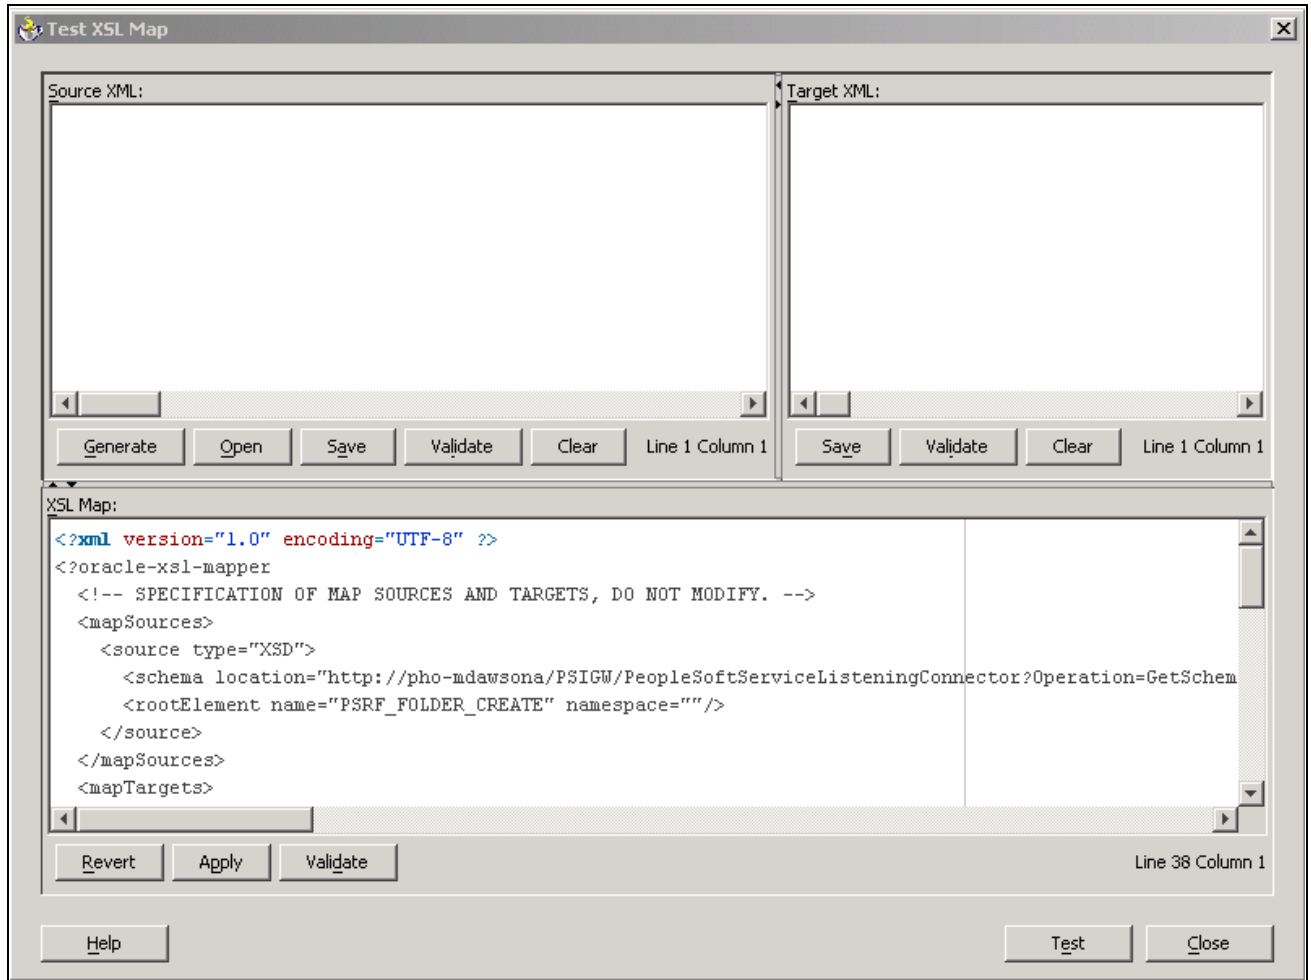 Test XSL Map
Source XML:
Target XML:
Generate Open Save Validate Clear Line 1 Column 1
Save Validate Clear Line 1 Column 1
XSL Map:
<?xml version="1.0" encoding="UTF-8" ?>
<?oracle-xsl-mapper
<!-- SPECIFICATION OF MAP SOURCES AND TARGETS, DO NOT MODIFY. -->
<mapSources>
<source type="XSD">
<schema location="http://pho-mdawsona/PSIGW/PeopleSoftServiceListeningConnector?Operation=GetSchem
<rootElement name="PSRF_FOLDER_CREATE" namespace=""/>
</source>
</mapSources>
<mapTargets>
Revert Apply Validate Line 38 Column 1
Help Test Close